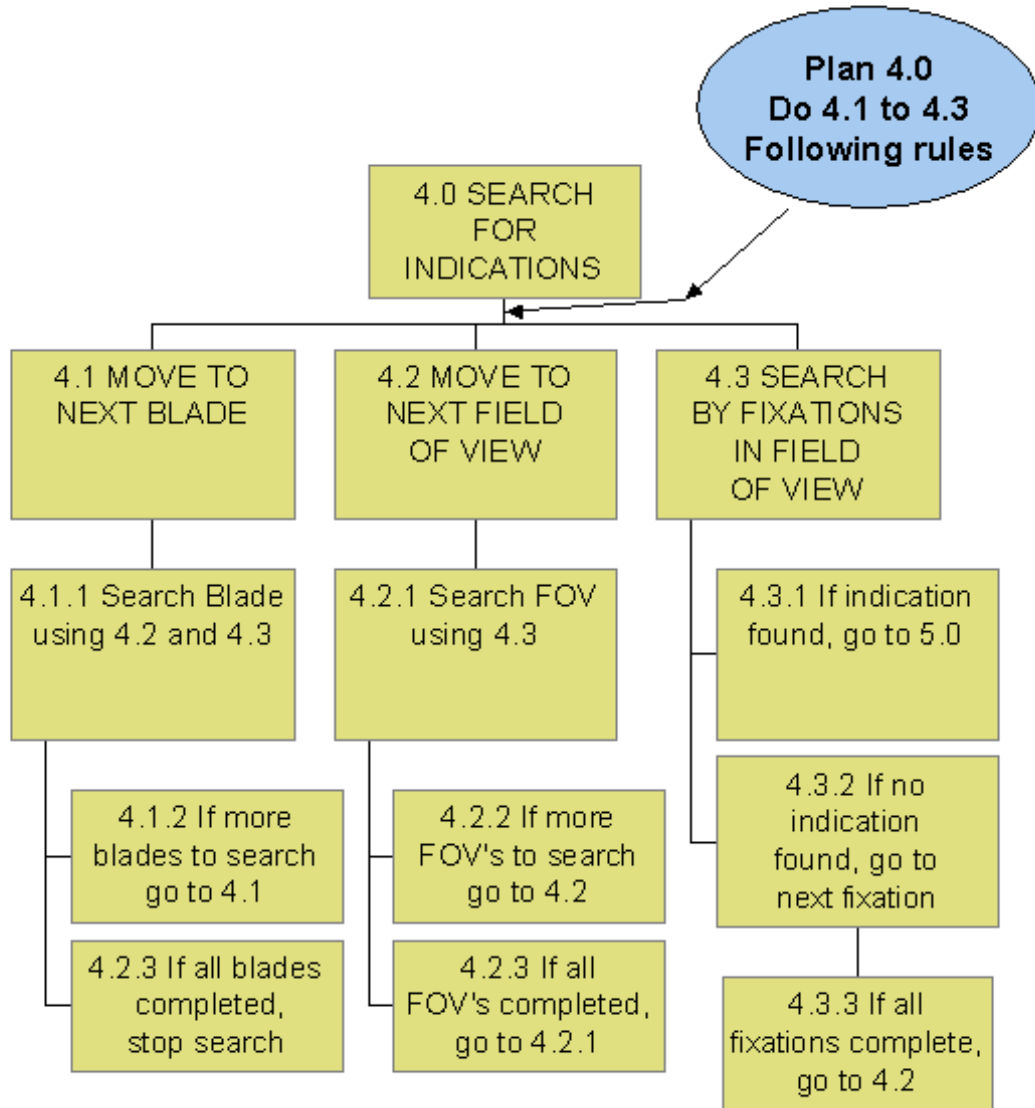 Plan 4.0
Do 4.1 to 4.3
Following rules
4.0 SEARCH
FOR
INDICATIONS
4.1 MOVE TO
NEXT BLADE
4.2 MOVE TO
NEXT FIELD
OF VIEW
4.3 SEARCH
BY FIXATIONS
IN FIELD
OF VIEW
4.1.1 Search Blade
using 4.2 and 4.3
4.2.1 Search FOV
using 4.3
4.3.1 If indication
found, go to 5.0
4.1.2 If more
blades to search
go to 4.1
4.2.2 If more
FOV's to search
go to 4.2
4.3.2 If no
indication
found, go to
next fixation
4.2.3 If all blades
completed,
stop search
4.2.3 If all
FOV's completed,
go to 4.2.1
4.3.3 If all
fixations complete,
go to 4.2